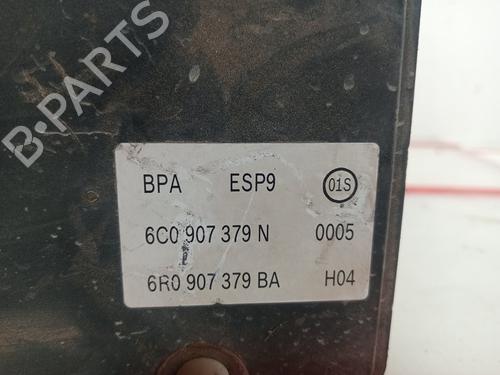 B-PARTS
BPA ESP9 01S
6C0 907 379 N 0005
6R0 907 379 BA H04